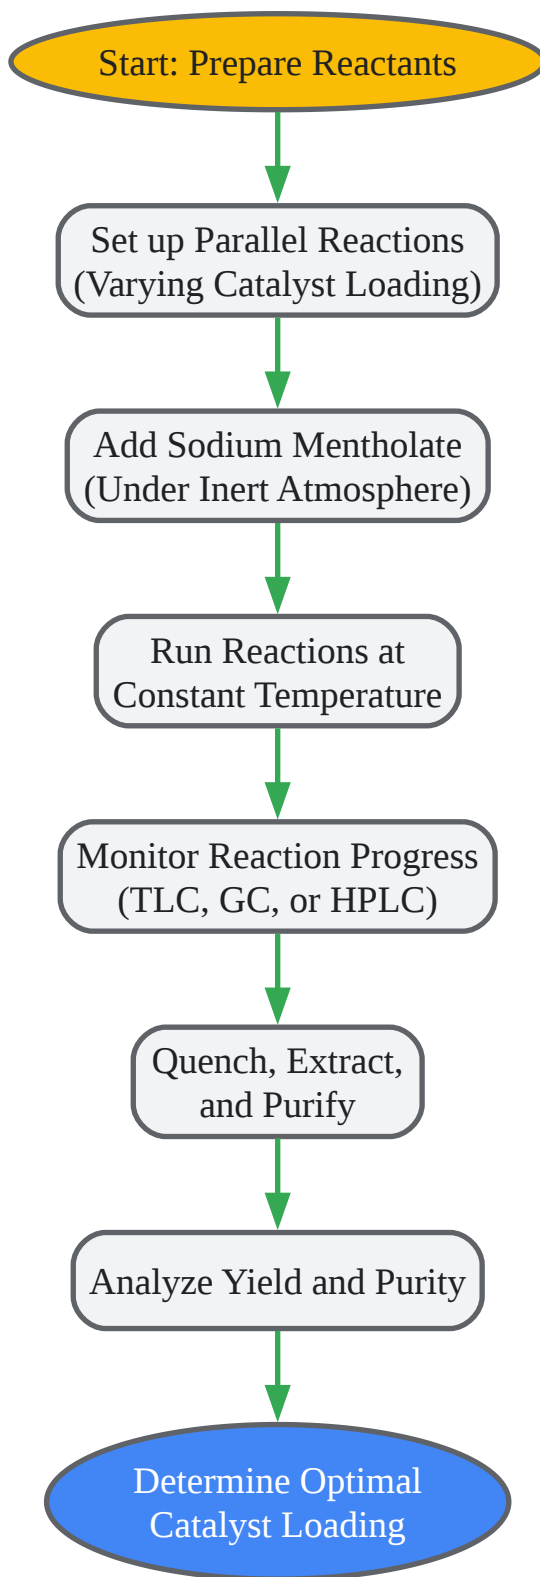 Start: Prepare Reactants
Set up Parallel Reactions
(Varying Catalyst Loading)
Add Sodium Mentholate
(Under Inert Atmosphere)
Run Reactions at
Constant Temperature
Monitor Reaction Progress
(TLC, GC, or HPLC)
Quench, Extract,
and Purify
Analyze Yield and Purity
Determine Optimal
Catalyst Loading